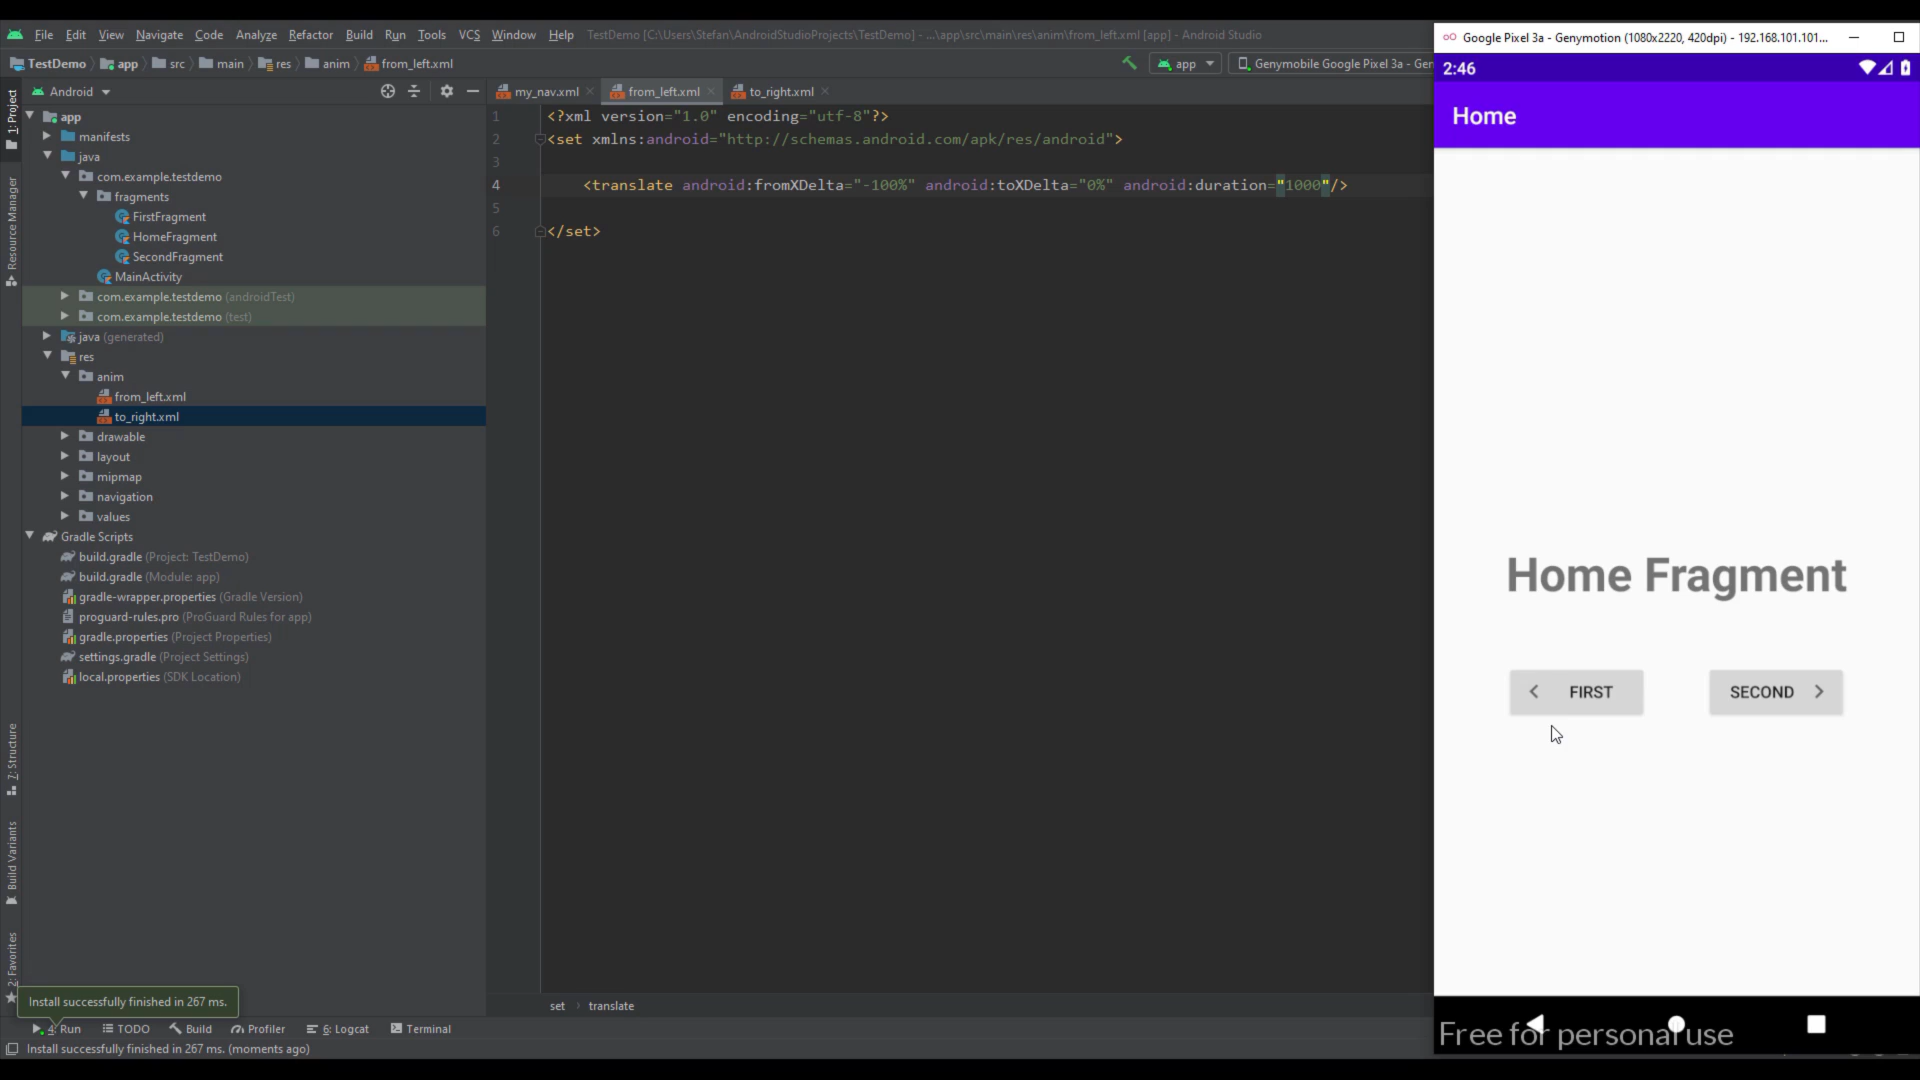 File Edit View Navigate Code Analyze Refactor Build Run Tools VCS Window Help TestDemo [C:\Users\Stefan\AndroidStudioProjects\TestDemo] - ...\app\src\main\res\anim\from_left.xml [app] - Android Studio
TestDemo app src main res anim from_left.xml app Genymobile Google Pixel 3a - Gen
Android
my_nav.xml from_left.xml to_right.xml
1: Project
Resource Manager
7: Structure
Build Variants
2: Favorites
app
manifests
java
com.example.testdemo
fragments
FirstFragment
HomeFragment
SecondFragment
MainActivity
com.example.testdemo (androidTest)
com.example.testdemo (test)
java (generated)
res
anim
from_left.xml
to_right.xml
drawable
layout
mipmap
navigation
values
Gradle Scripts
build.gradle (Project: TestDemo)
build.gradle (Module: app)
gradle-wrapper.properties (Gradle Version)
proguard-rules.pro (ProGuard Rules for app)
gradle.properties (Project Properties)
settings.gradle (Project Settings)
local.properties (SDK Location)
1 <?xml version="1.0" encoding="utf-8"?>
2 <set xmlns:android="http://schemas.android.com/apk/res/android">
3
4 <translate android:fromXDelta="-100%" android:toXDelta="0%" android:duration="1000"/>
5
6 </set>
set translate
Install successfully finished in 267 ms.
4: Run TODO Build Profiler 6: Logcat Terminal
Install successfully finished in 267 ms. (moments ago)
Google Pixel 3a - Genymotion (1080x2220, 420dpi) - 192.168.101.101...
2:46
Home
Home Fragment
FIRST SECOND
Free for personal use